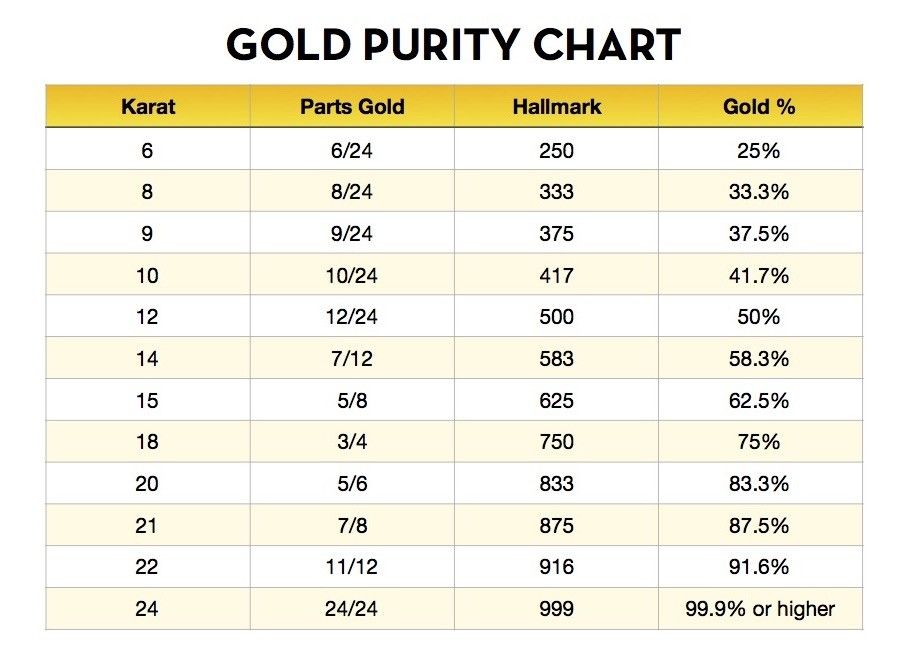 GOLD PURITY CHART
Karat Parts Gold Hallmark Gold %
6 6/24 250 25%
8 8/24 333 33.3%
9 9/24 375 37.5%
10 10/24 417 41.7%
12 12/24 500 50%
14 7/12 583 58.3%
15 5/8 625 62.5%
18 3/4 750 75%
20 5/6 833 83.3%
21 7/8 875 87.5%
22 11/12 916 91.6%
24 24/24 999 99.9% or higher